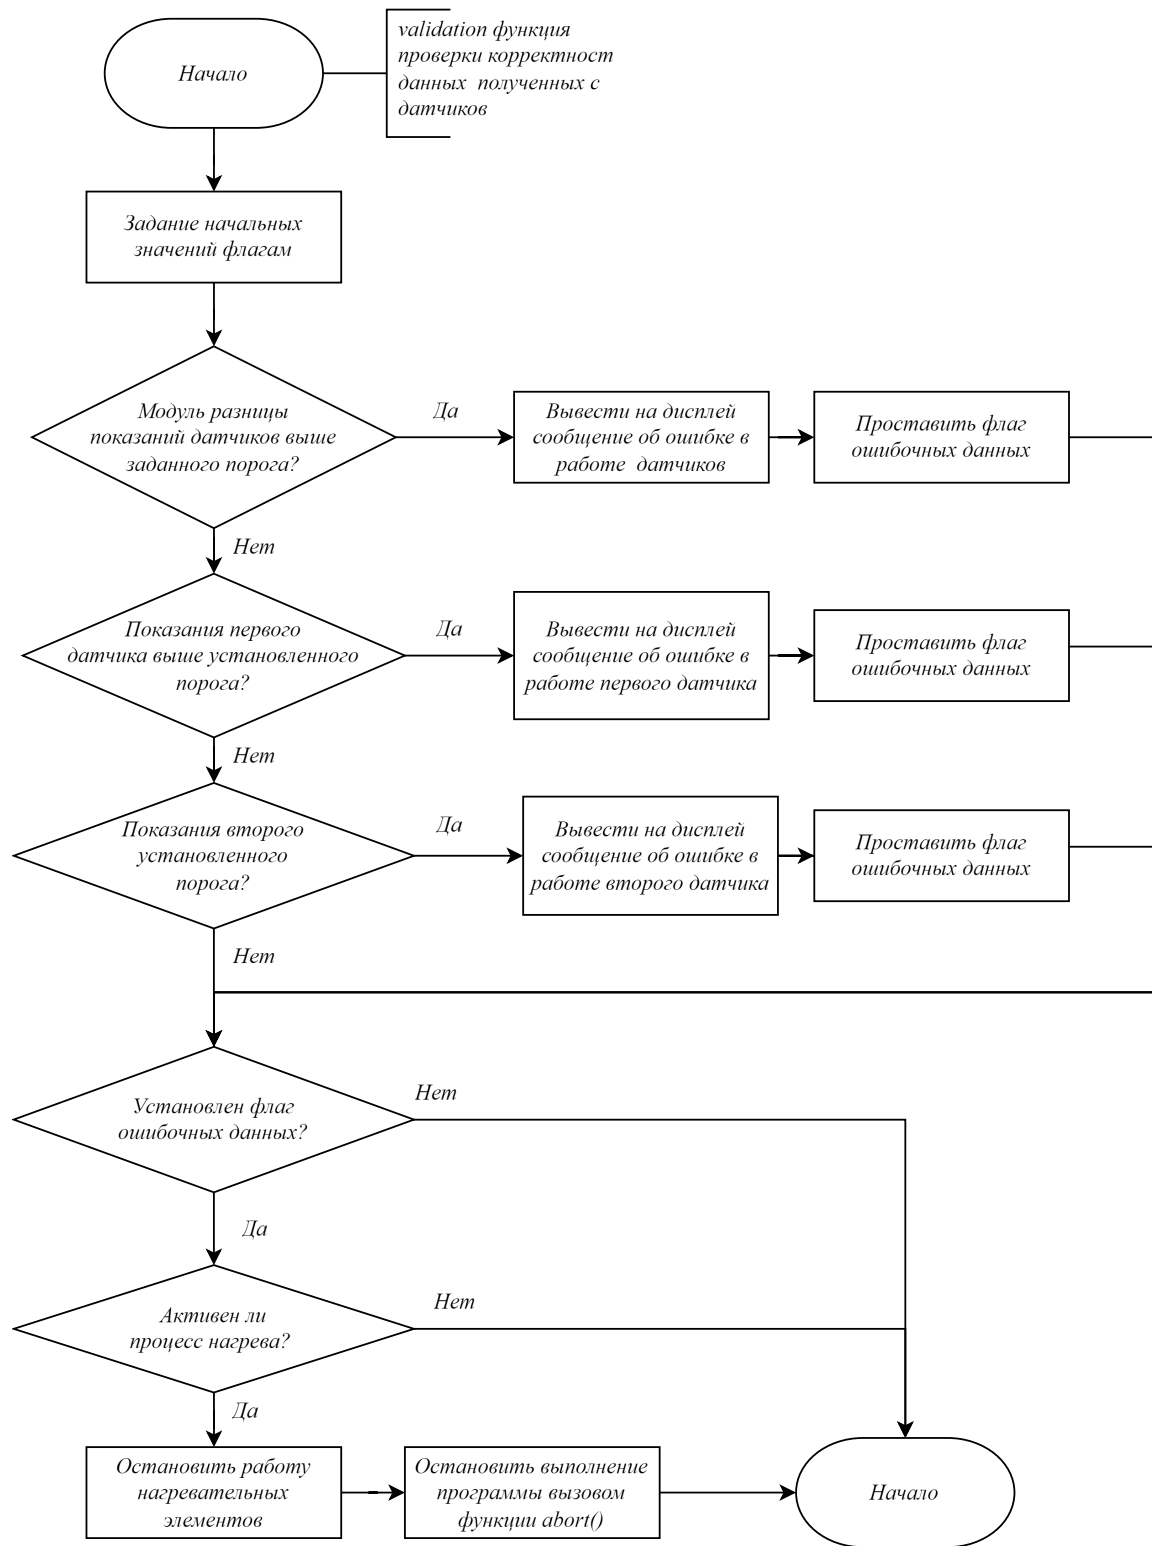 Начало
validation функция
проверки корректност
данных полученных с
датчиков
Задание начальных
значений флагам
Модуль разницы
показаний датчиков выше
заданного порога?
Да
Вывести на дисплей
сообщение об ошибке в
работе датчиков
Проставить флаг
ошибочных данных
Нет
Показания первого
датчика выше установленного
порога?
Да
Вывести на дисплей
сообщение об ошибке в
работе первого датчика
Проставить флаг
ошибочных данных
Нет
Показания второго
установленного
порога?
Да
Вывести на дисплей
сообщение об ошибке в
работе второго датчика
Проставить флаг
ошибочных данных
Нет
Установлен флаг
ошибочных данных?
Нет
Да
Активен ли
процесс нагрева?
Нет
Да
Остановить работу
нагревательных
элементов
Остановить выполнение
программы вызовом
функции abort()
Начало